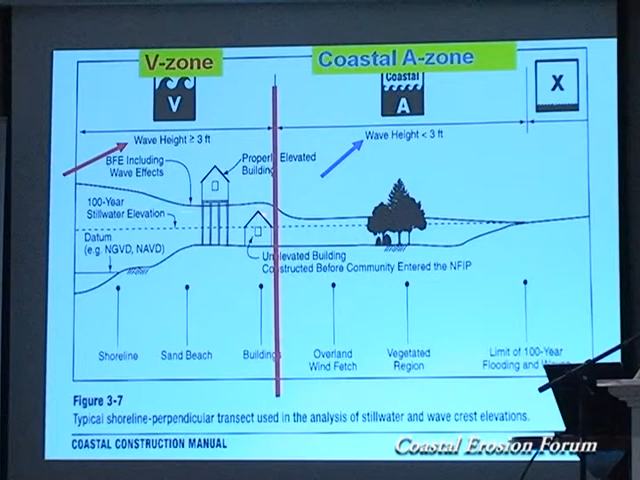 V-zone
Coastal A-zone
V
Coastal
A
X
Wave Height ≥ 3 ft
Wave Height < 3 ft
BFE Including
Wave Effects
Properly Elevated
Building
100-Year
Stillwater Elevation
Datum
(e.g. NGVD, NAVD)
Unelevated Building
Constructed Before Community Entered the NFIP
Shoreline
Sand Beach
Buildings
Overland
Wind Fetch
Vegetated
Region
Limit of 100-Year
Flooding and Waves
Figure 3-7
Typical shoreline-perpendicular transect used in the analysis of stillwater and wave crest elevations.
COASTAL CONSTRUCTION MANUAL
Coastal Erosion Forum